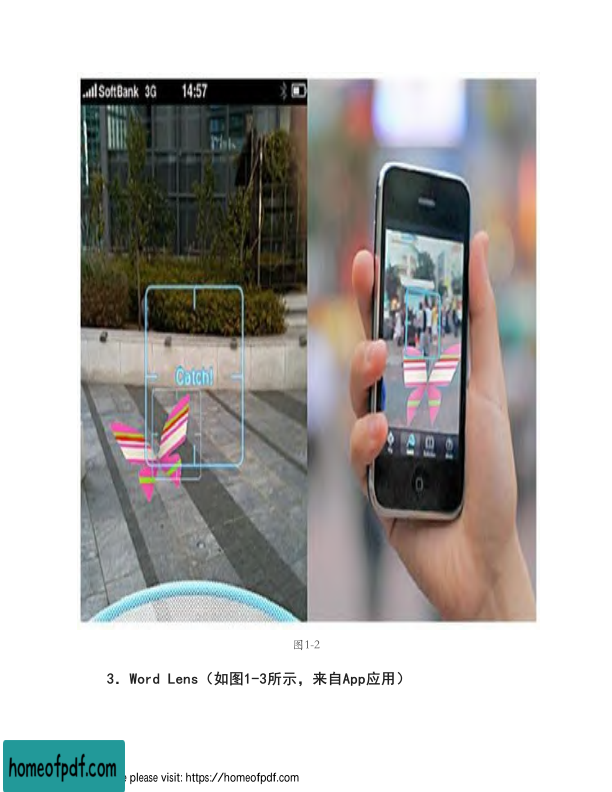 SoftBank 3G 14:57
Catch!
图1-2
3. Word Lens（如图1-3所示，来自App应用）
homeofpdf.com
e please visit: https://homeofpdf.com